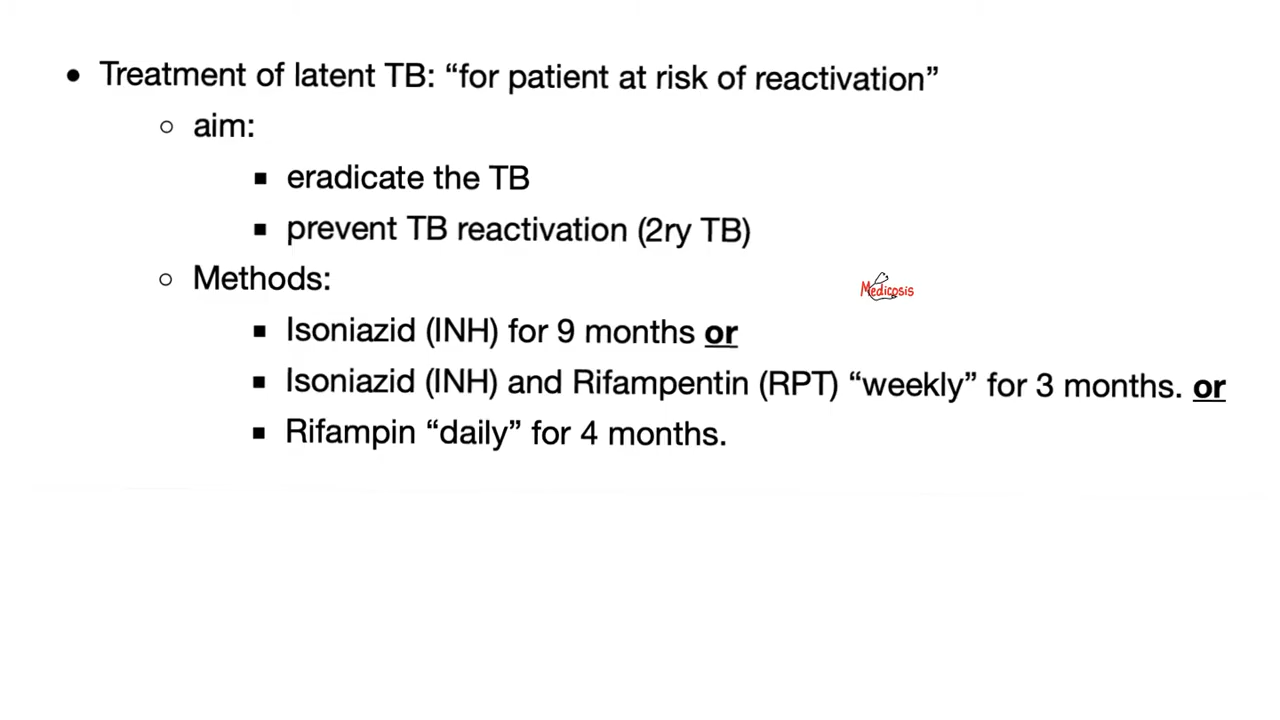 • Treatment of latent TB: “for patient at risk of reactivation”
○ aim:
▪ eradicate the TB
▪ prevent TB reactivation (2ry TB)
○ Methods:
Medicosis
▪ Isoniazid (INH) for 9 months or
▪ Isoniazid (INH) and Rifampentin (RPT) “weekly” for 3 months. or
▪ Rifampin “daily” for 4 months.